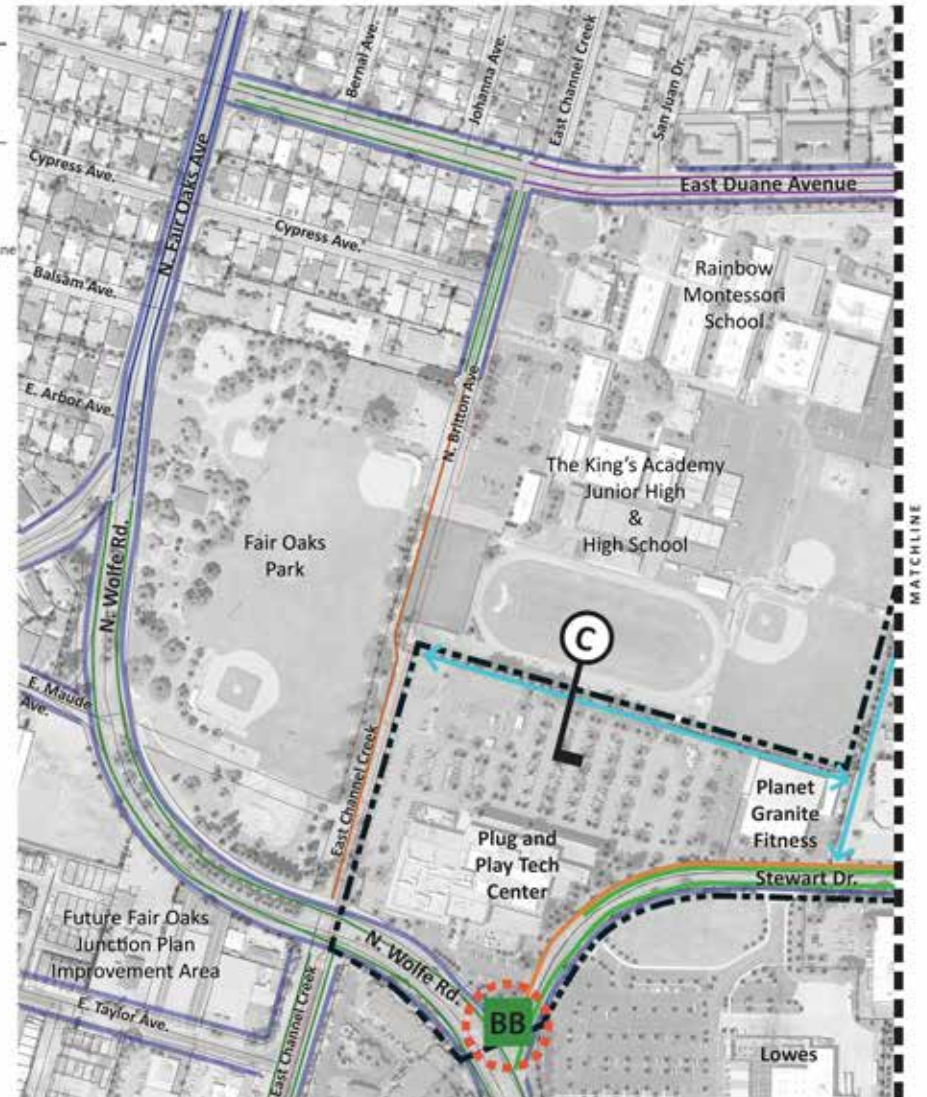 Bernal Ave.
Johanna Ave.
East Channel Creek
San Juan Dr.
N. Fair Oaks Ave
Cypress Ave.
East Duane Avenue
ne
Cypress Ave.
Balsam Ave.
Rainbow
Montessori
School
E. Arbor Ave.
N. Britton Ave
The King's Academy
Junior High
&
High School
MATCHLINE
Fair Oaks
Park
N. Wolfe Rd.
C
E. Maude
Ave.
East Channel Creek
Planet
Granite
Fitness
Plug and
Play Tech
Center
Stewart Dr.
Future Fair Oaks
Junction Plan
Improvement Area
N. Wolfe Rd.
E. Taylor Ave.
East Channel Creek
BB
Lowes